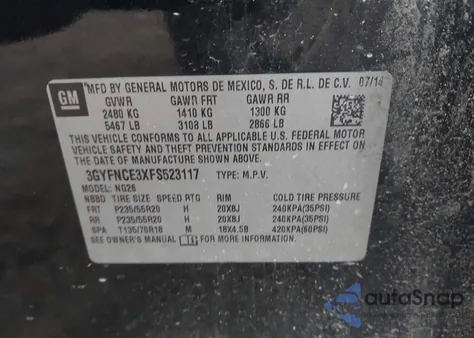 GM
MFD BY GENERAL MOTORS DE MEXICO, S. DE R.L. DE C.V. 07/14
GVWR GAWR FRT GAWR RR
2480 KG 1410 KG 1300 KG
5467 LB 3108 LB 2866 LB
THIS VEHICLE CONFORMS TO ALL APPLICABLE U.S. FEDERAL MOTOR
VEHICLE SAFETY AND THEFT PREVENTION STANDARDS IN EFFECT ON
THE DATE OF MANUFACTURE SHOWN ABOVE.
3GYFNCE3XFS523117 TYPE: M.P.V.
MODEL: NG26
NSBD TIRE SIZE SPEED RTG RIM COLD TIRE PRESSURE
FRT P235/55R20 H 20X8J 240KPA(35PSI)
RR P235/55R20 H 20X8J 240KPA(35PSI)
SPA T135/70R18 M 18X4.5B 420KPA(60PSI)
SEE OWNER'S MANUAL FOR MORE INFORMATION.
autoSnap